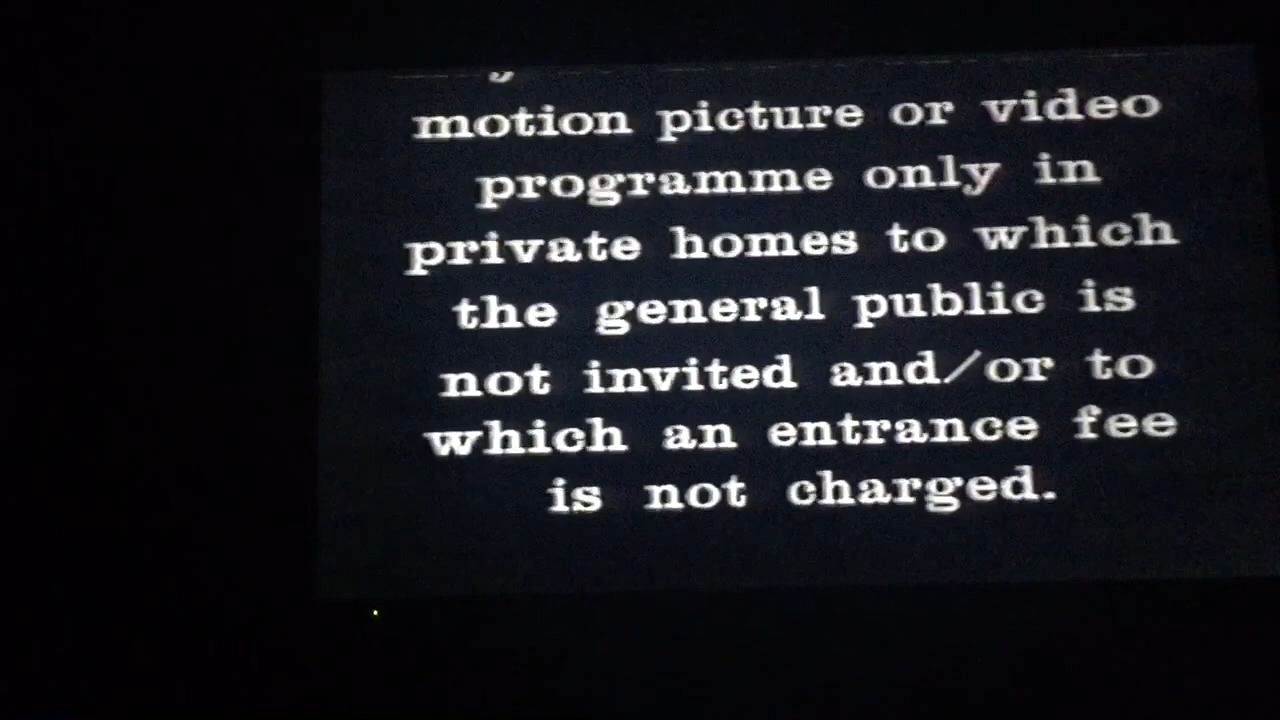 motion picture or video
programme only in
private homes to which
the general public is
not invited and/or to
which an entrance fee
is not charged.